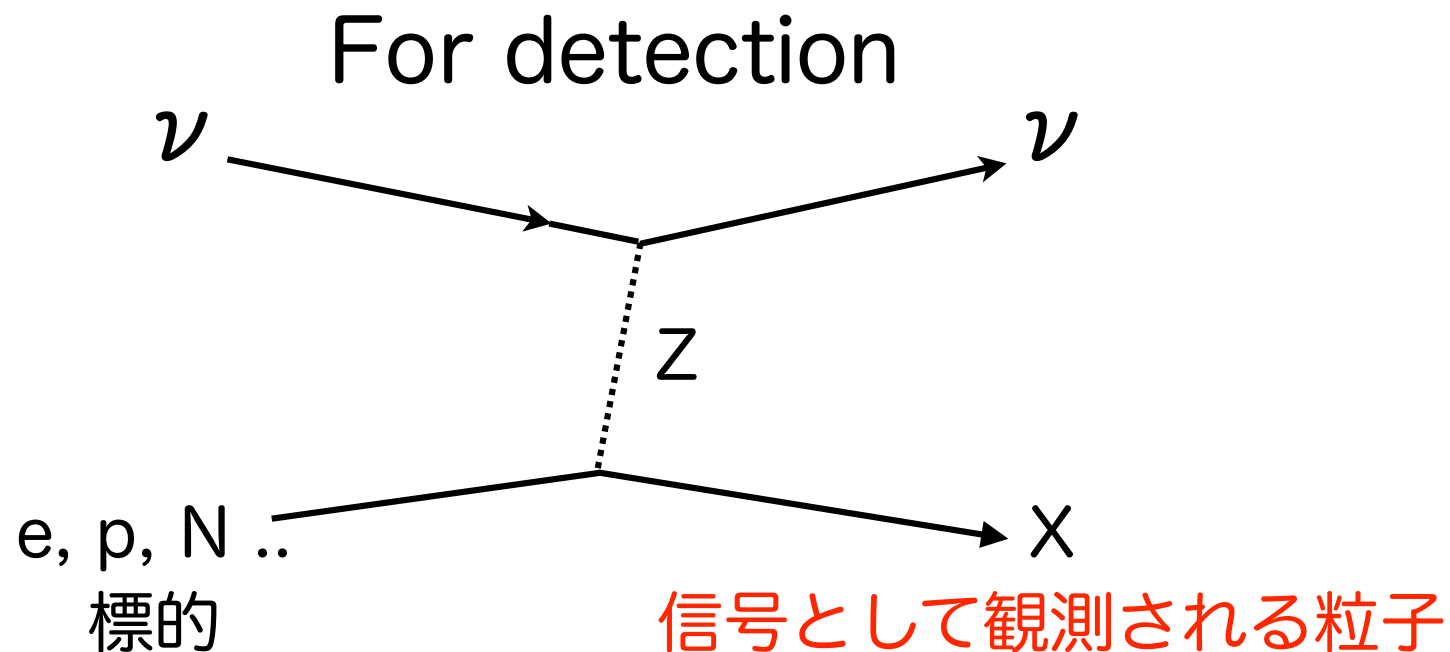 For detection
ν ν
Z
e, p, N .. X
標的 信号として観測される粒子